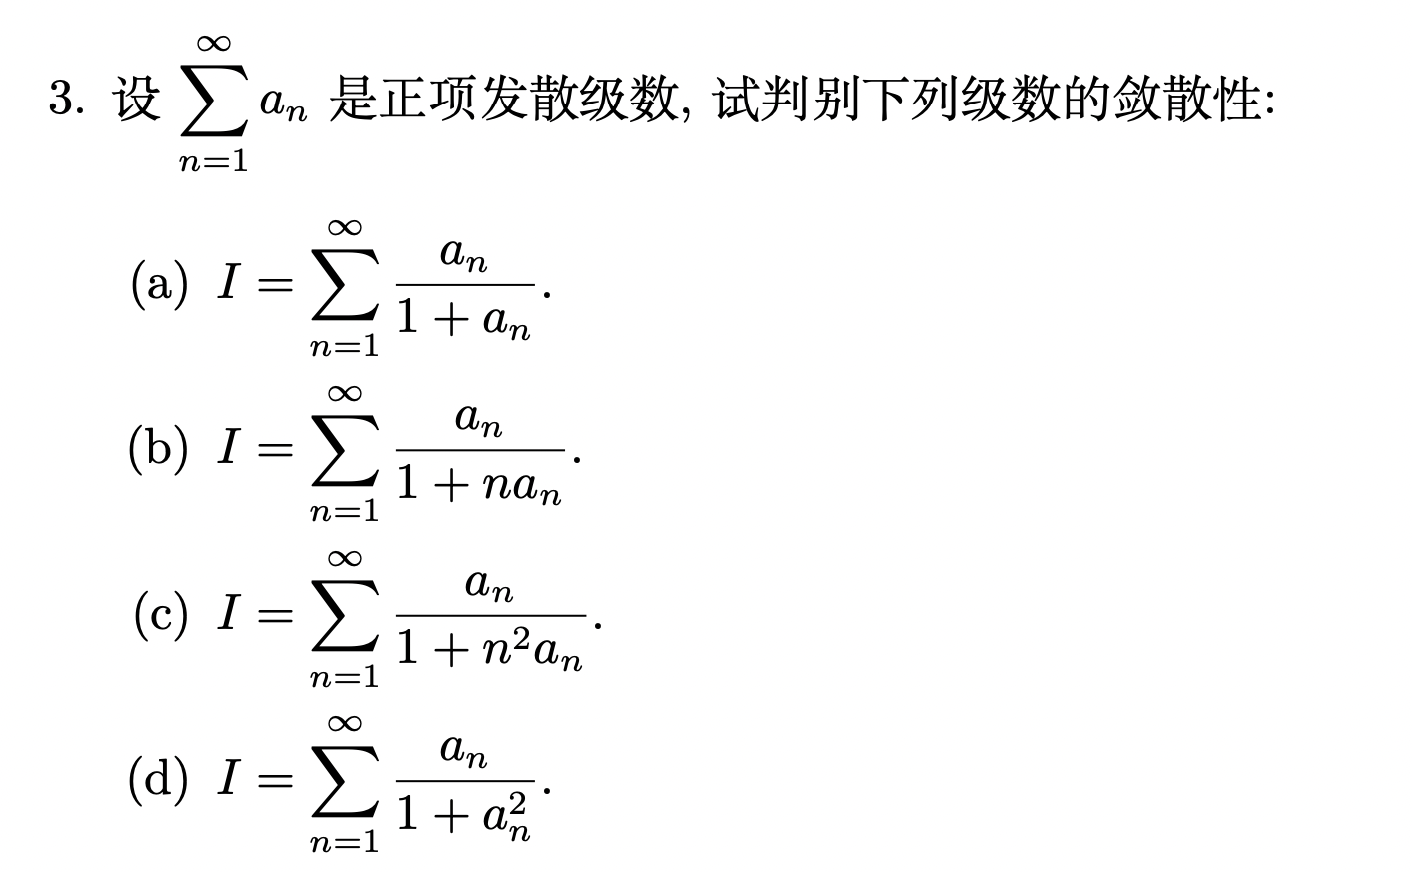 3. 设 $\sum_{n=1}^{\infty} a_n$ 是正项发散级数, 试判别下列级数的敛散性:
(a) $I = \sum_{n=1}^{\infty} \frac{a_n}{1 + a_n}.$
(b) $I = \sum_{n=1}^{\infty} \frac{a_n}{1 + na_n}.$
(c) $I = \sum_{n=1}^{\infty} \frac{a_n}{1 + n^2 a_n}.$
(d) $I = \sum_{n=1}^{\infty} \frac{a_n}{1 + a_n^2}.$